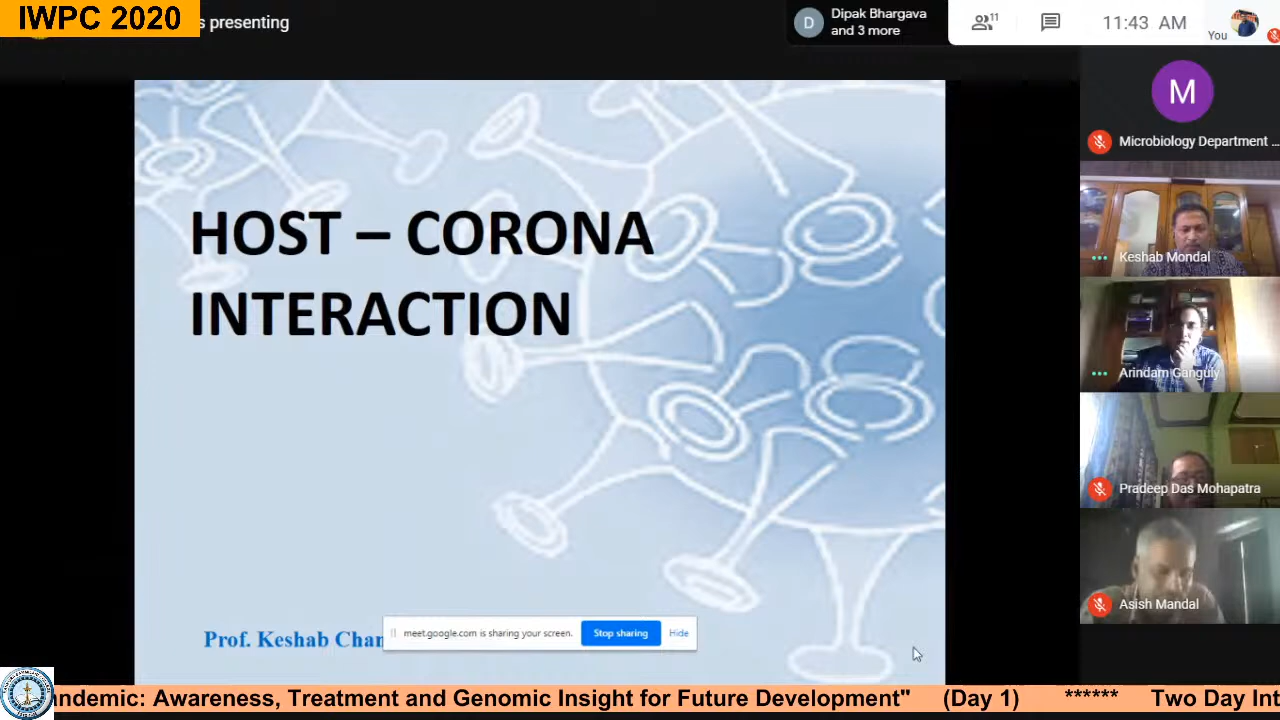 IWPC 2020
s presenting
D
Dipak Bhargava
and 3 more
11
11:43 AM
You
M
Microbiology Department ...
Keshab Mondal
Arindam Ganguly
Pradeep Das Mohapatra
Asish Mandal
HOST – CORONA
INTERACTION
Prof. Keshab Chan
meet.google.com is sharing your screen.
Stop sharing
Hide
andemic: Awareness, Treatment and Genomic Insight for Future Development" (Day 1) ****** Two Day Int